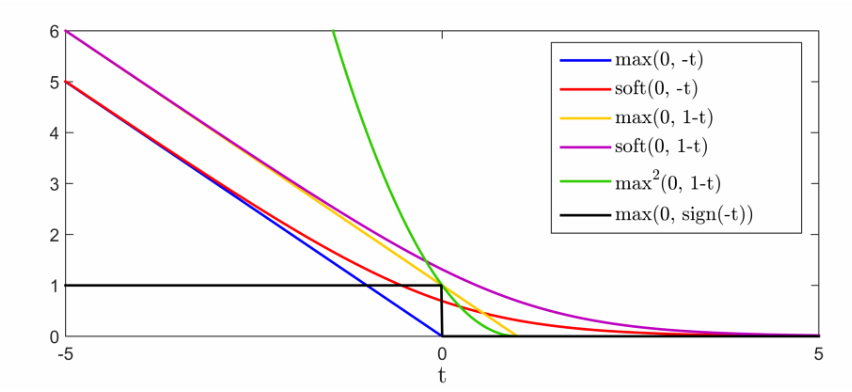 6
5
4
3
2
1
0
-5
0
5
t
max(0, -t)
soft(0, -t)
max(0, 1-t)
soft(0, 1-t)
max²(0, 1-t)
max(0, sign(-t))